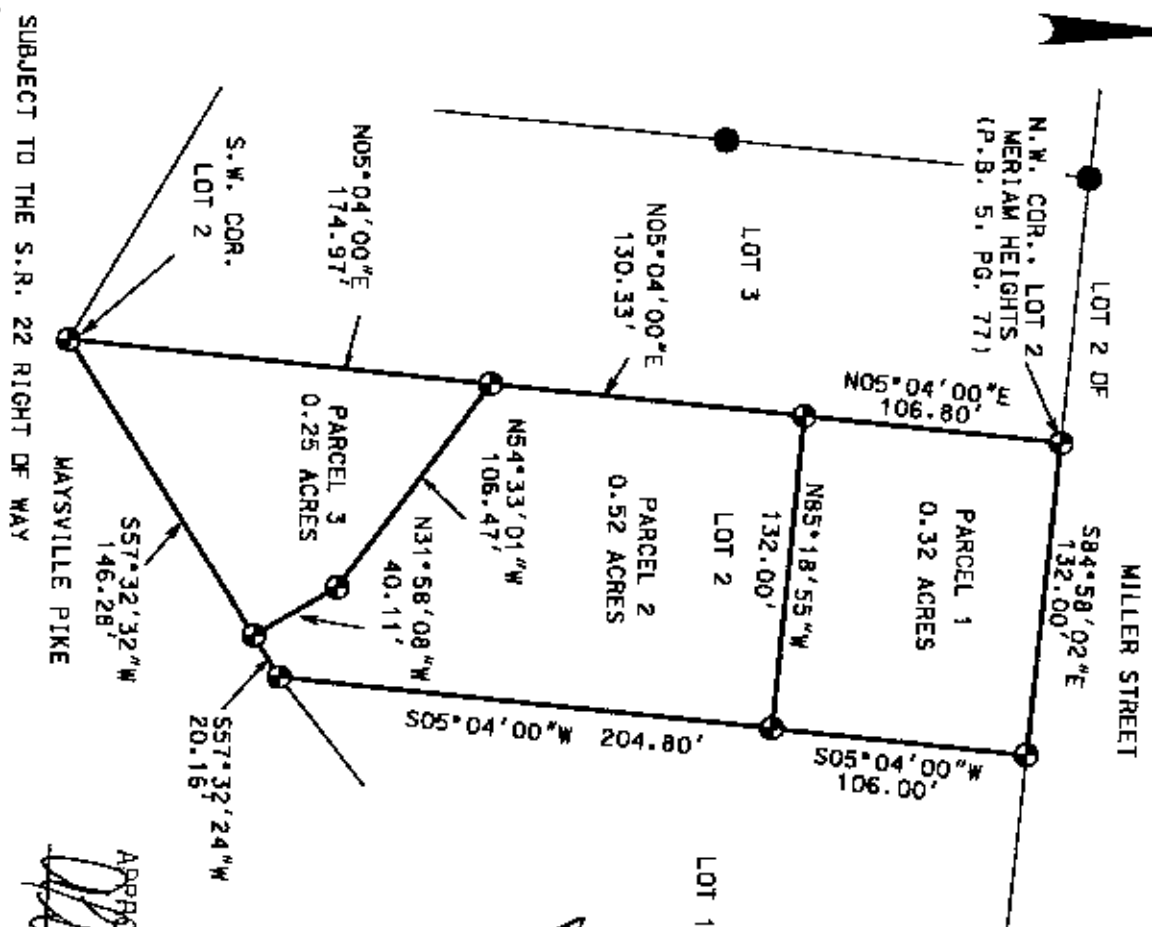 MILLER STREET
LOT 2 OF
N.W. COR., LOT 2
MERIAM HEIGHTS
(P.B. 5, PG. 77)
S84°58'02"E
132.00'
N05°04'00"E
106.80'
PARCEL 1
0.32 ACRES
S05°04'00"W
106.00'
N85°18'55"W
132.00'
LOT 3
N05°04'00"E
130.33'
LOT 2
PARCEL 2
0.52 ACRES
S05°04'00"W 204.80'
LOT 1
N54°33'01"W
106.47'
N31°58'08"W
40.11'
N05°04'00"E
174.97'
PARCEL 3
0.25 ACRES
S.W. COR.
LOT 2
S57°32'24"W
20.16'
S57°32'32"W
146.28'
MAYSVILLE PIKE
SUBJECT TO THE S.R. 22 RIGHT OF WAY